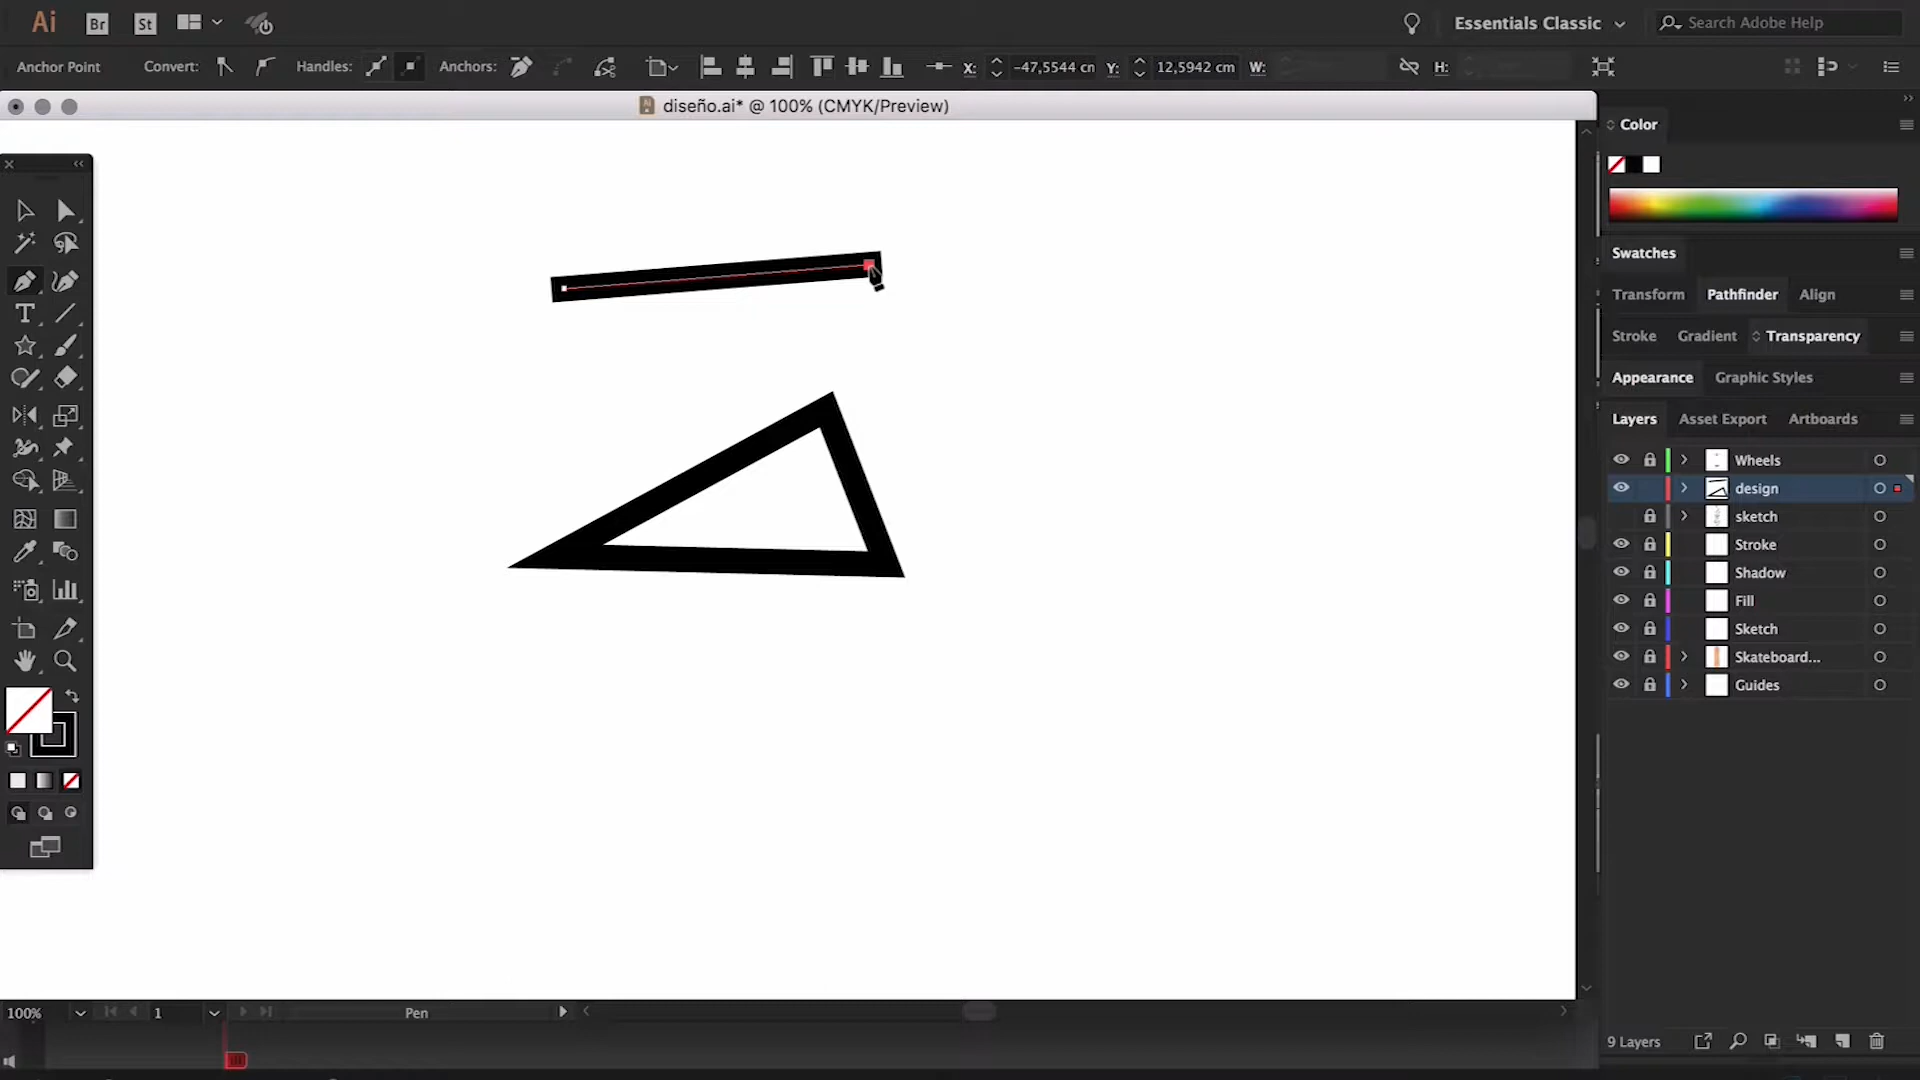 Ai Br St Essentials Classic Search Adobe Help
Anchor Point Convert: Handles: Anchors: X: -47,5544 cm Y: 12,5942 cm W: H:
diseño.ai* @ 100% (CMYK/Preview)
Color
Swatches
Transform Pathfinder Align
Stroke Gradient Transparency
Appearance Graphic Styles
Layers Asset Export Artboards
Wheels
design
sketch
Stroke
Shadow
Fill
Sketch
Skateboard...
Guides
100% 1 Pen
9 Layers